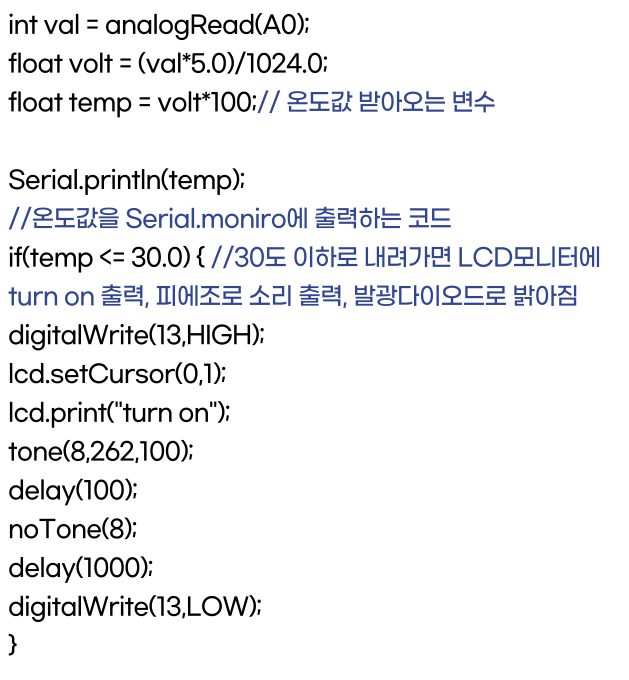 int val = analogRead(A0);
float volt = (val*5.0)/1024.0;
float temp = volt*100;// 온도값 받아오는 변수

Serial.println(temp);
//온도값을 Serial.moniro에 출력하는 코드
if(temp <= 30.0) { //30도 이하로 내려가면 LCD모니터에
turn on 출력, 피에조로 소리 출력, 발광다이오드로 밝아짐
digitalWrite(13,HIGH);
lcd.setCursor(0,1);
lcd.print("turn on");
tone(8,262,100);
delay(100);
noTone(8);
delay(1000);
digitalWrite(13,LOW);
}